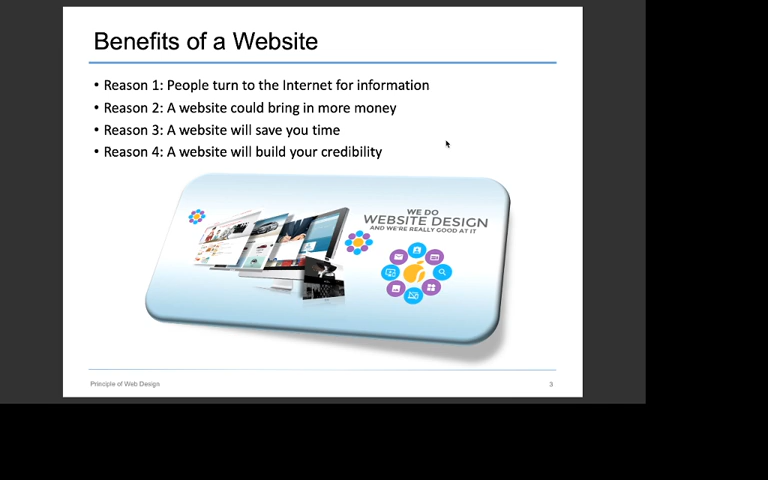 Benefits of a Website
• Reason 1: People turn to the Internet for information
• Reason 2: A website could bring in more money
• Reason 3: A website will save you time
• Reason 4: A website will build your credibility
WE DO
WEBSITE DESIGN
AND WE'RE REALLY GOOD AT IT
Principle of Web Design
3